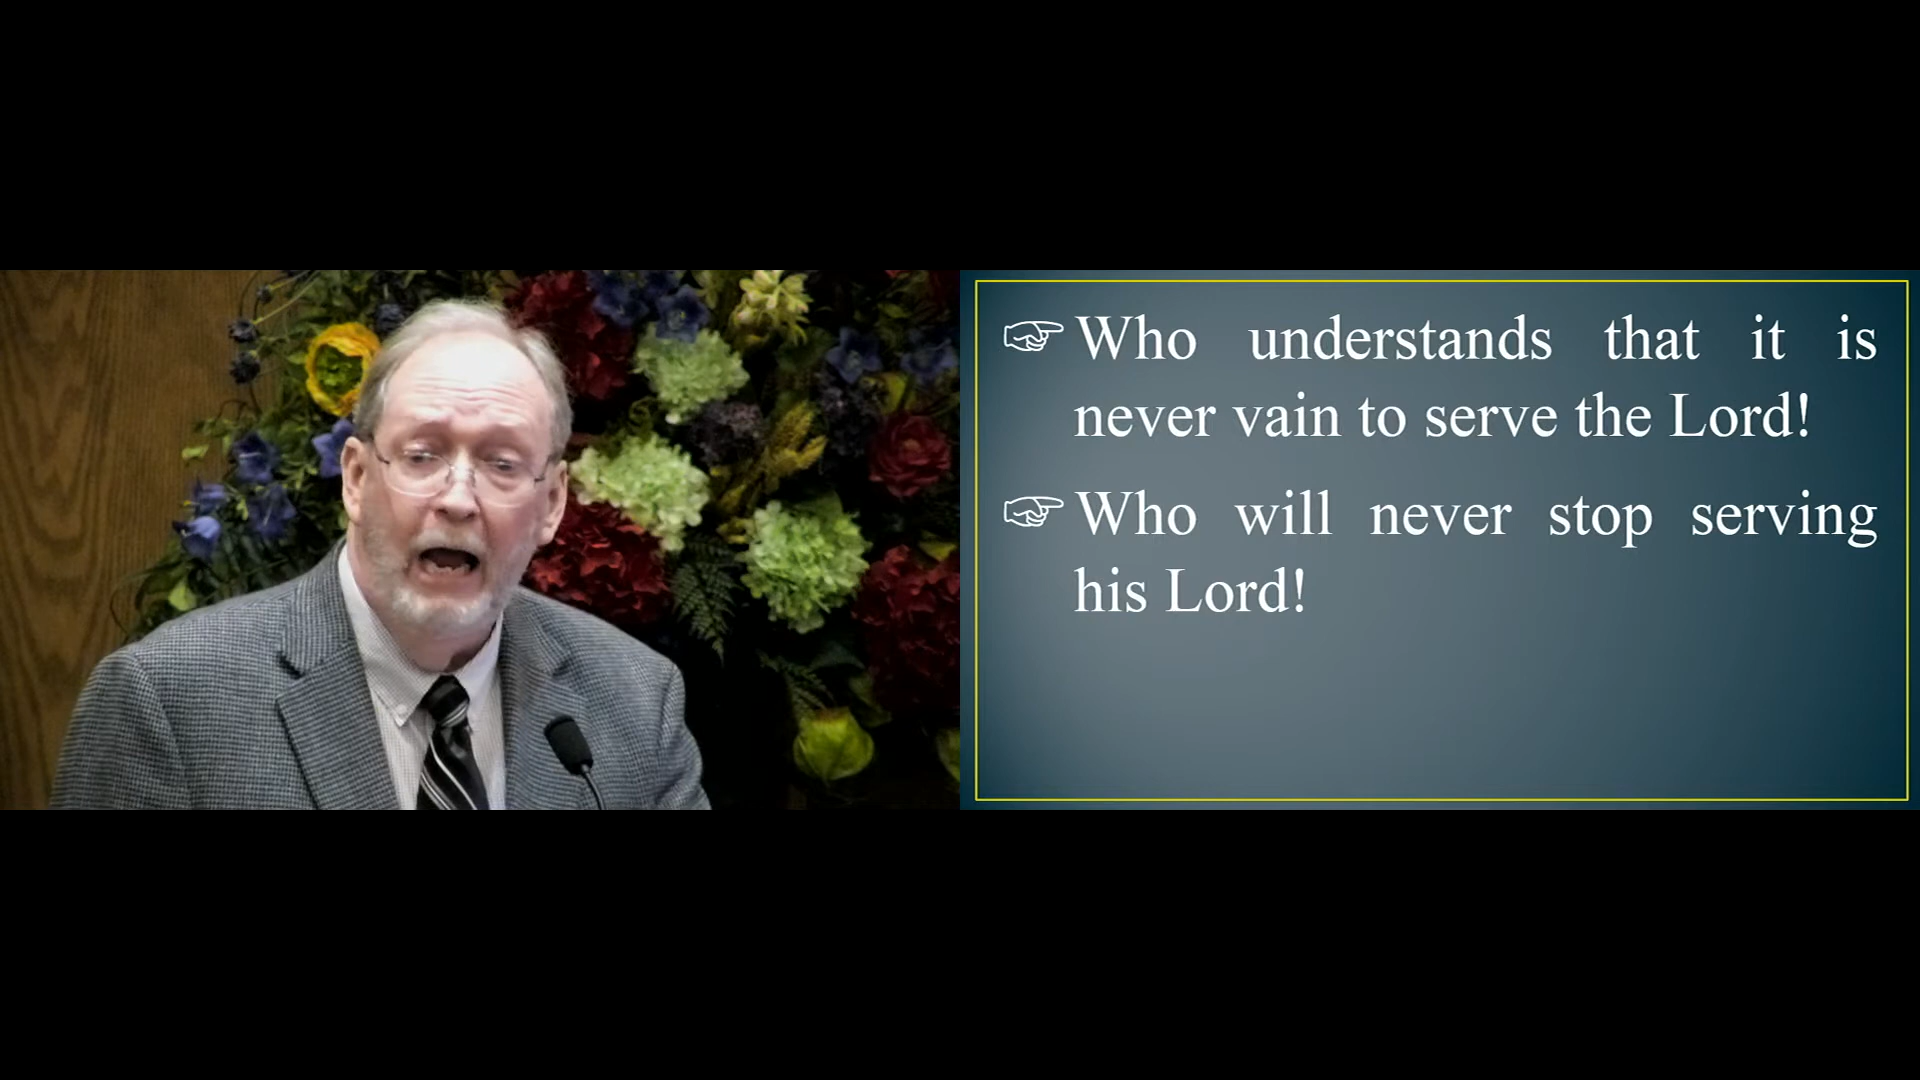 ☞Who understands that it is
never vain to serve the Lord!
☞Who will never stop serving
his Lord!